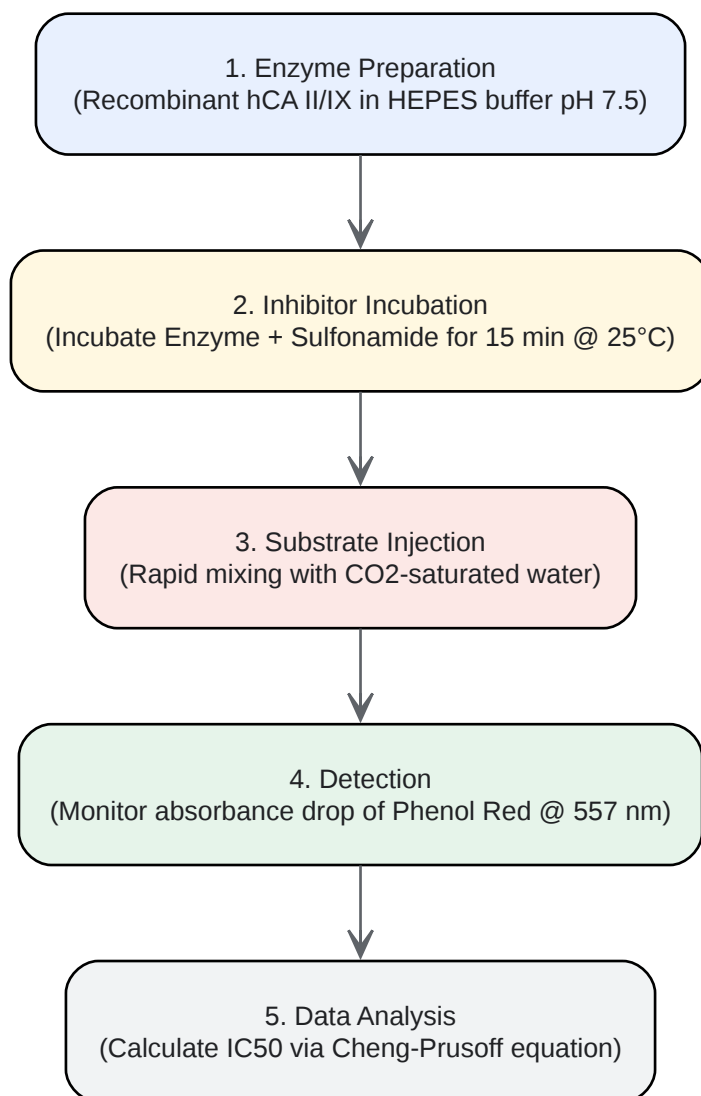 1. Enzyme Preparation
(Recombinant hCA II/IX in HEPES buffer pH 7.5)
2. Inhibitor Incubation
(Incubate Enzyme + Sulfonamide for 15 min @ 25°C)
3. Substrate Injection
(Rapid mixing with CO2-saturated water)
4. Detection
(Monitor absorbance drop of Phenol Red @ 557 nm)
5. Data Analysis
(Calculate IC50 via Cheng-Prusoff equation)